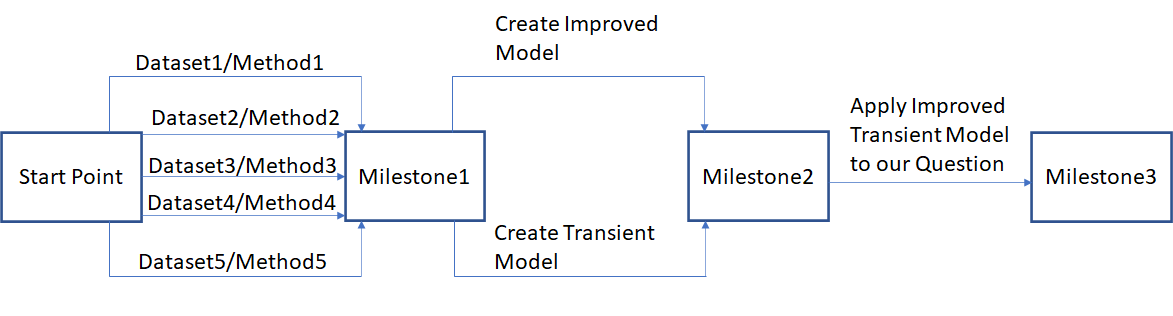 Create Improved
Model
Dataset1/Method1
Dataset2/Method2
Dataset3/Method3
Dataset4/Method4
Dataset5/Method5
Start Point
Milestone1
Create Transient
Model
Milestone2
Apply Improved
Transient Model
to our Question
Milestone3